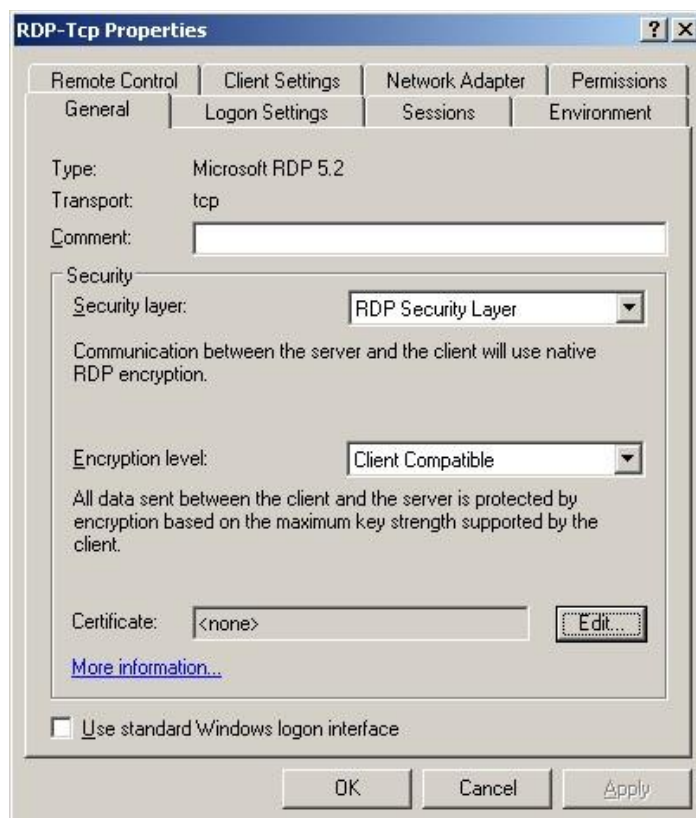 RDP-Tcp Properties
Remote Control Client Settings Network Adapter Permissions
General Logon Settings Sessions Environment
Type: Microsoft RDP 5.2
Transport: tcp
Comment:
Security
Security layer: RDP Security Layer
Communication between the server and the client will use native
RDP encryption.
Encryption level: Client Compatible
All data sent between the client and the server is protected by
encryption based on the maximum key strength supported by the
client.
Certificate: <none> Edit...
More information...
Use standard Windows logon interface
OK Cancel Apply